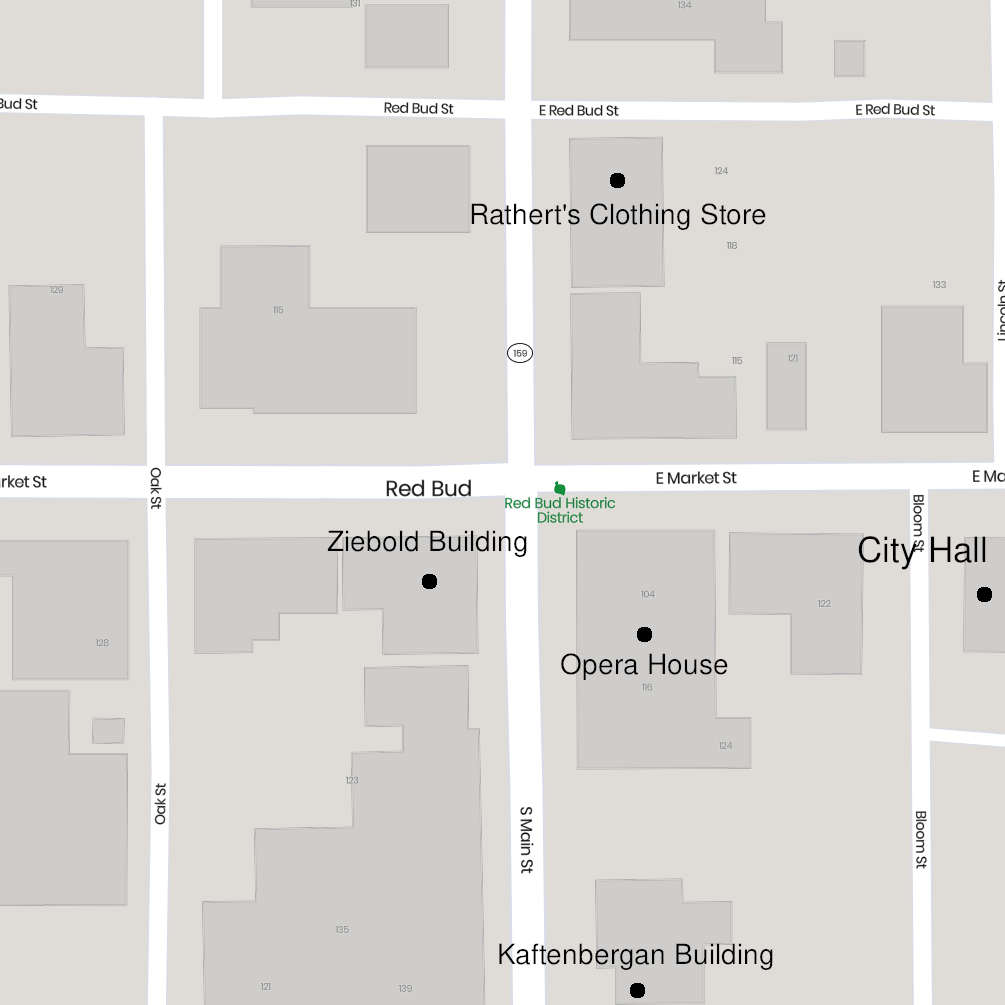 131
134
Bud St
Red Bud St
E Red Bud St
E Red Bud St
124
Rathert's Clothing Store
118
129
133
115
Lincoln St
159
115
121
rket St
Oak St
Red Bud
E Market St
E Ma
Red Bud Historic
District
Bloom St
Ziebold Building
City Hall
104
122
128
Opera House
116
124
123
Oak St
S Main St
Bloom St
135
Kaftenbergan Building
121
139